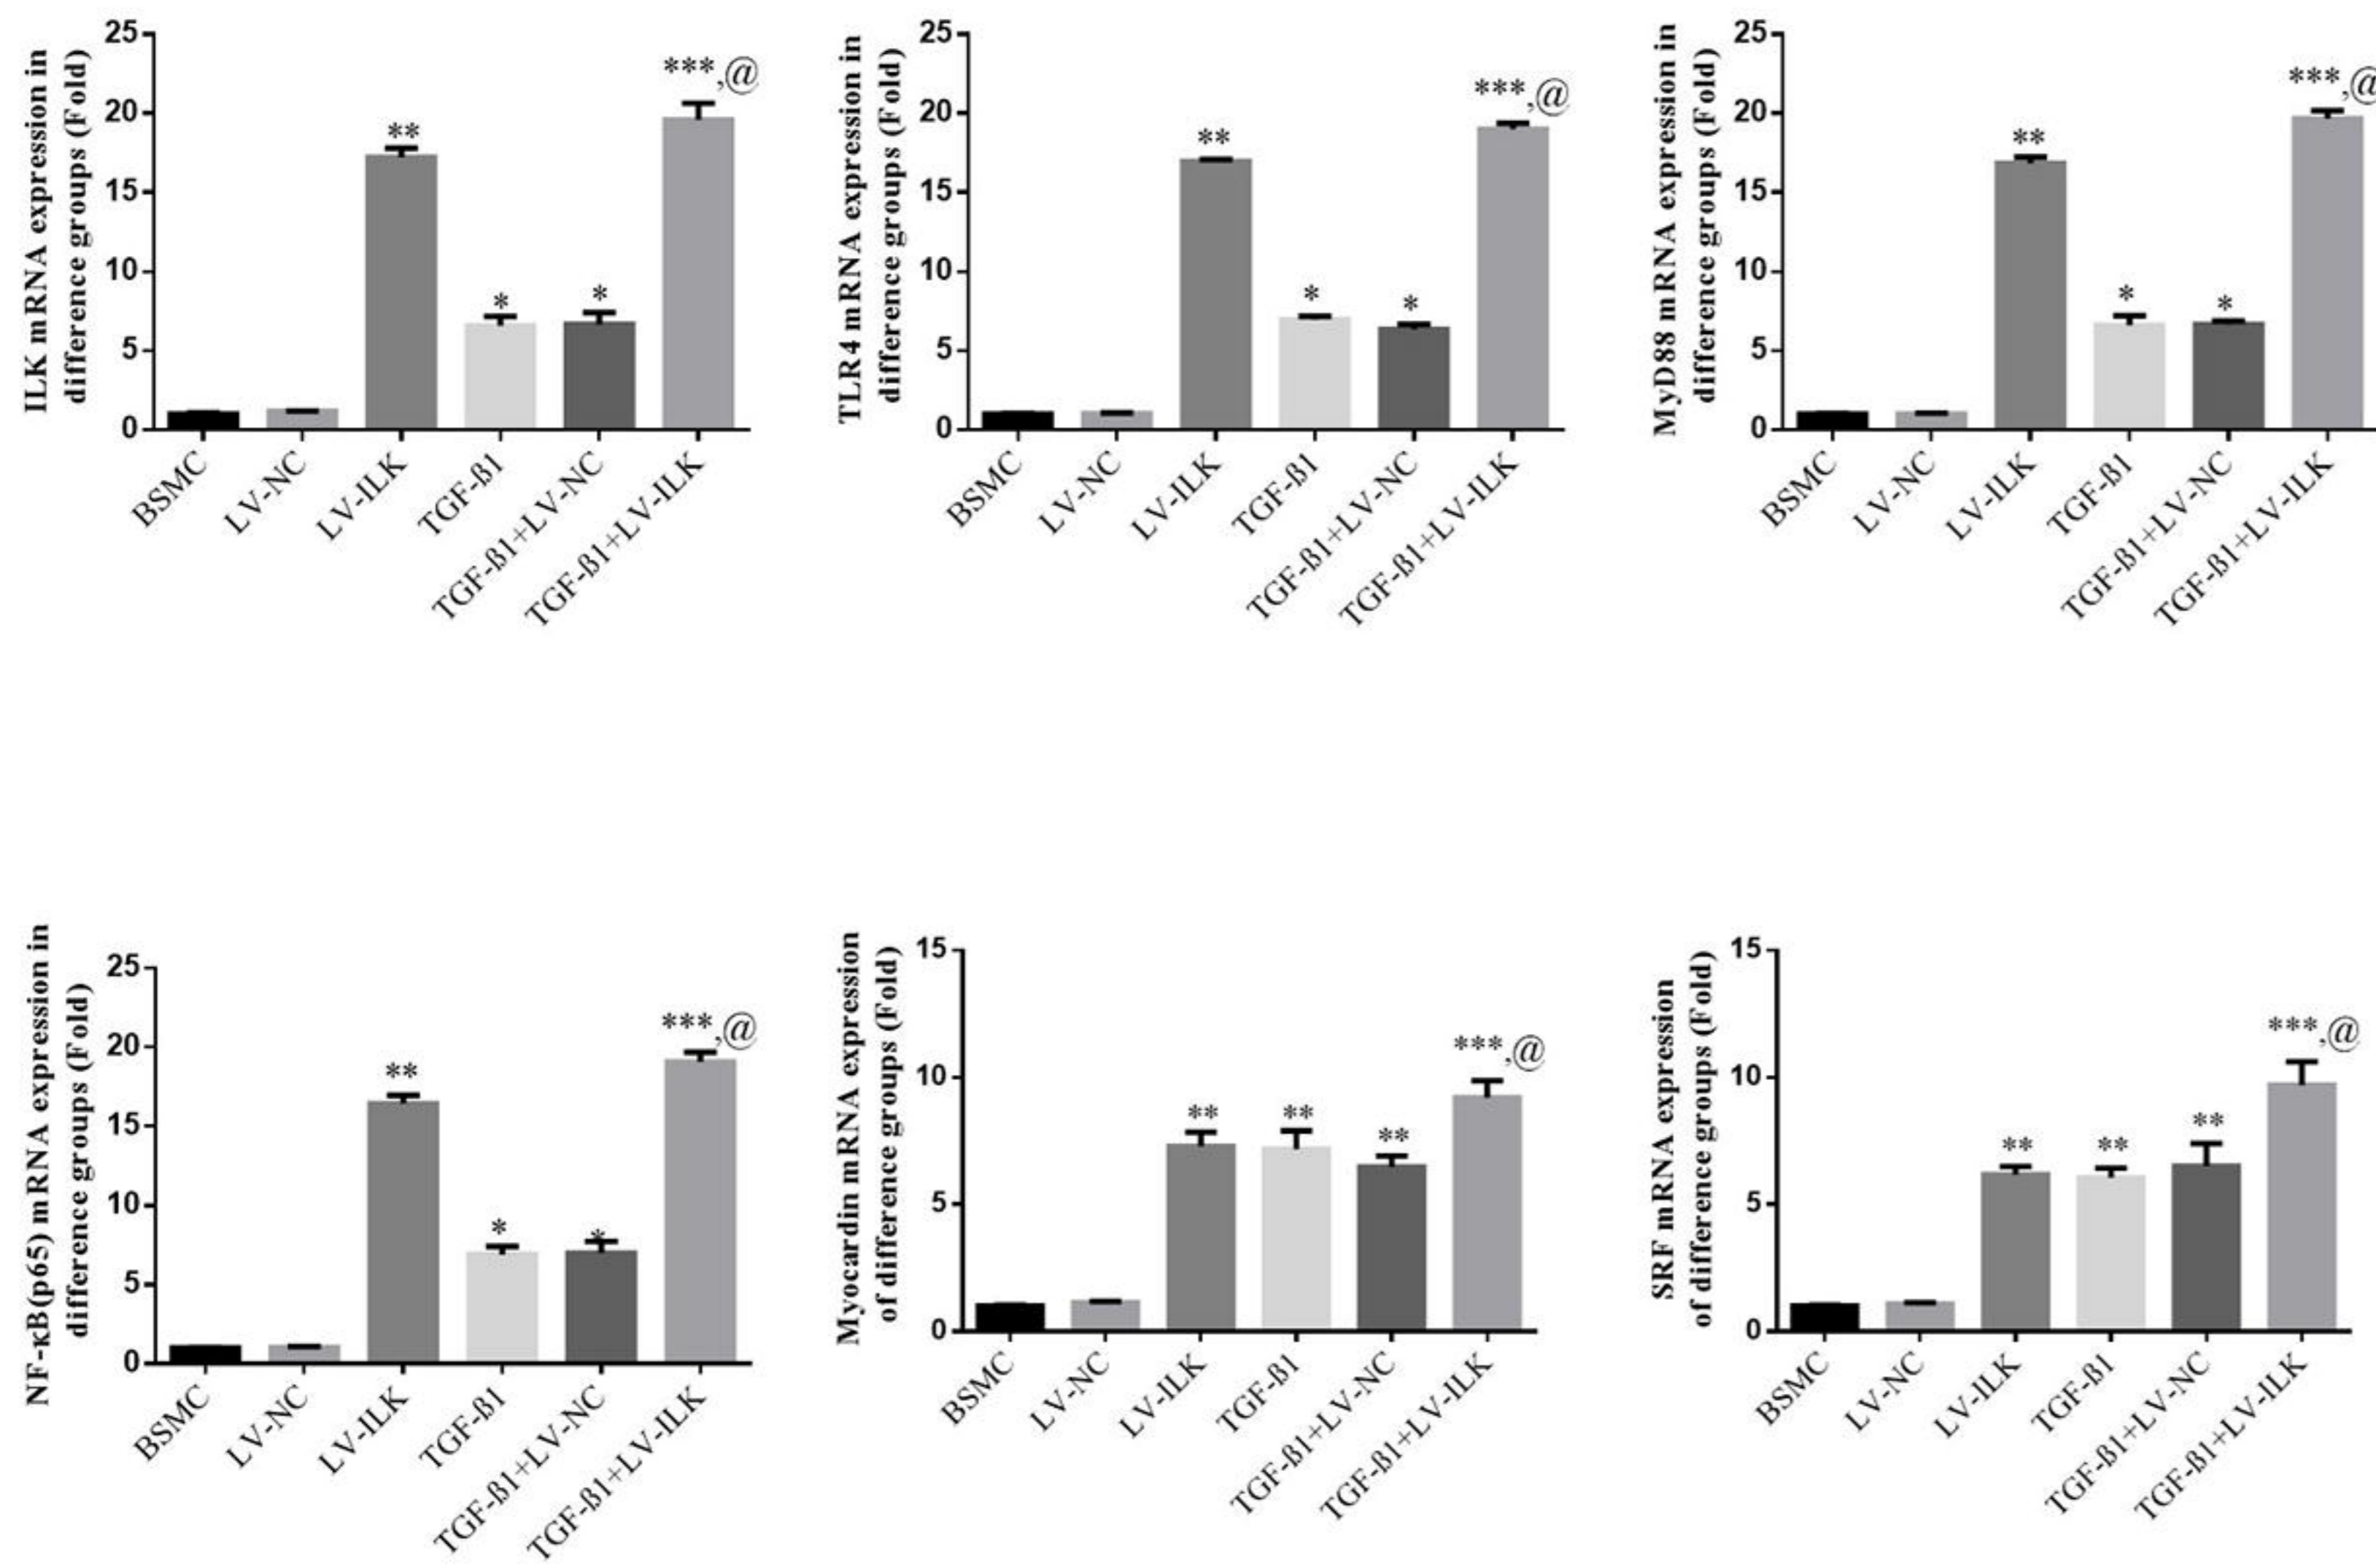 ILK mRNA expression in
difference groups (Fold)
25
20
15
10
5
0
**
*
*
***,@
BSMC
LV-NC
LV-ILK
TGF-ß1
TGF-ß1+LV-NC
TGF-ß1+LV-ILK
TLR4 mRNA expression in
difference groups (Fold)
25
20
15
10
5
0
**
*
*
***,@
BSMC
LV-NC
LV-ILK
TGF-ß1
TGF-ß1+LV-NC
TGF-ß1+LV-ILK
MyD88 mRNA expression in
difference groups (Fold)
25
20
15
10
5
0
**
*
*
***,@
BSMC
LV-NC
LV-ILK
TGF-ß1
TGF-ß1+LV-NC
TGF-ß1+LV-ILK
NF-κB(p65) mRNA expression in
difference groups (Fold)
25
20
15
10
5
0
**
*
*
***,@
BSMC
LV-NC
LV-ILK
TGF-ß1
TGF-ß1+LV-NC
TGF-ß1+LV-ILK
Myocardin mRNA expression
of difference groups (Fold)
15
10
5
0
**
**
**
***,@
BSMC
LV-NC
LV-ILK
TGF-ß1
TGF-ß1+LV-NC
TGF-ß1+LV-ILK
SRF mRNA expression
of difference groups (Fold)
15
10
5
0
**
**
**
***,@
BSMC
LV-NC
LV-ILK
TGF-ß1
TGF-ß1+LV-NC
TGF-ß1+LV-ILK